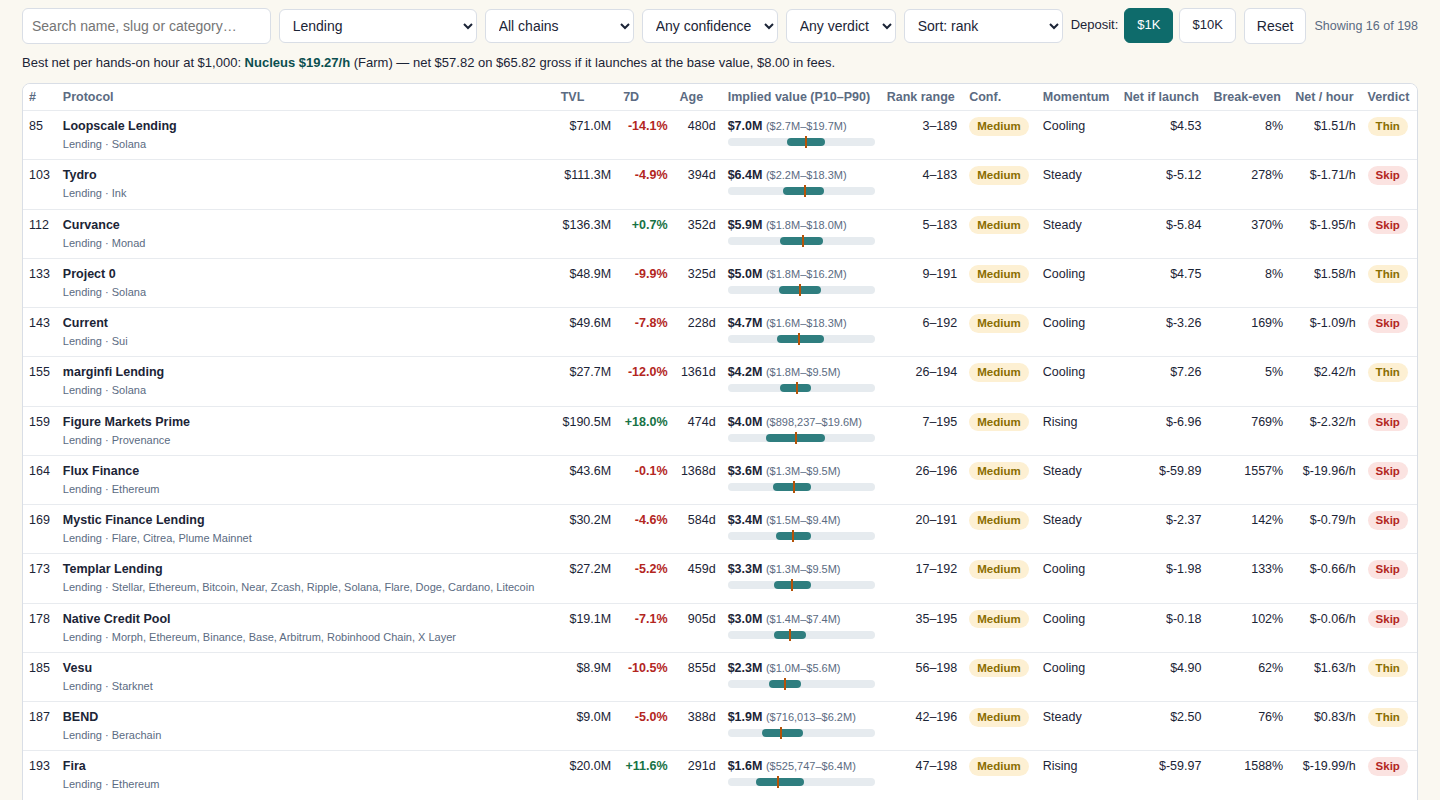 Search name, slug or category… Lending All chains Any confidence Any verdict Sort: rank Deposit: $1K $10K Reset Showing 16 of 198
Best net per hands-on hour at $1,000: Nucleus $19.27/h (Farm) — net $57.82 on $65.82 gross if it launches at the base value, $8.00 in fees.
# Protocol TVL 7D Age Implied value (P10–P90) Rank range Conf. Momentum Net if launch Break-even Net / hour Verdict
85 Loopscale Lending $71.0M -14.1% 480d $7.0M ($2.7M–$19.7M) 3–189 Medium Cooling $4.53 8% $1.51/h Thin
Lending · Solana
103 Tydro $111.3M -4.9% 394d $6.4M ($2.2M–$18.3M) 4–183 Medium Steady $-5.12 278% $-1.71/h Skip
Lending · Ink
112 Curvance $136.3M +0.7% 352d $5.9M ($1.8M–$18.0M) 5–183 Medium Steady $-5.84 370% $-1.95/h Skip
Lending · Monad
133 Project 0 $48.9M -9.9% 325d $5.0M ($1.8M–$16.2M) 9–191 Medium Cooling $4.75 8% $1.58/h Thin
Lending · Solana
143 Current $49.6M -7.8% 228d $4.7M ($1.6M–$18.3M) 6–192 Medium Cooling $-3.26 169% $-1.09/h Skip
Lending · Sui
155 marginfi Lending $27.7M -12.0% 1361d $4.2M ($1.8M–$9.5M) 26–194 Medium Cooling $7.26 5% $2.42/h Thin
Lending · Solana
159 Figure Markets Prime $190.5M +18.0% 474d $4.0M ($898,237–$19.6M) 7–195 Medium Rising $-6.96 769% $-2.32/h Skip
Lending · Provenance
164 Flux Finance $43.6M -0.1% 1368d $3.6M ($1.3M–$9.5M) 26–196 Medium Steady $-59.89 1557% $-19.96/h Skip
Lending · Ethereum
169 Mystic Finance Lending $30.2M -4.6% 584d $3.4M ($1.5M–$9.4M) 20–191 Medium Steady $-2.37 142% $-0.79/h Skip
Lending · Flare, Citrea, Plume Mainnet
173 Templar Lending $27.2M -5.2% 459d $3.3M ($1.3M–$9.5M) 17–192 Medium Cooling $-1.98 133% $-0.66/h Skip
Lending · Stellar, Ethereum, Bitcoin, Near, Zcash, Ripple, Solana, Flare, Doge, Cardano, Litecoin
178 Native Credit Pool $19.1M -7.1% 905d $3.0M ($1.4M–$7.4M) 35–195 Medium Cooling $-0.18 102% $-0.06/h Skip
Lending · Morph, Ethereum, Binance, Base, Arbitrum, Robinhood Chain, X Layer
185 Vesu $8.9M -10.5% 855d $2.3M ($1.0M–$5.6M) 56–198 Medium Cooling $4.90 62% $1.63/h Thin
Lending · Starknet
187 BEND $9.0M -5.0% 388d $1.9M ($716,013–$6.2M) 42–196 Medium Steady $2.50 76% $0.83/h Thin
Lending · Berachain
193 Fira $20.0M +11.6% 291d $1.6M ($525,747–$6.4M) 47–198 Medium Rising $-59.97 1588% $-19.99/h Skip
Lending · Ethereum